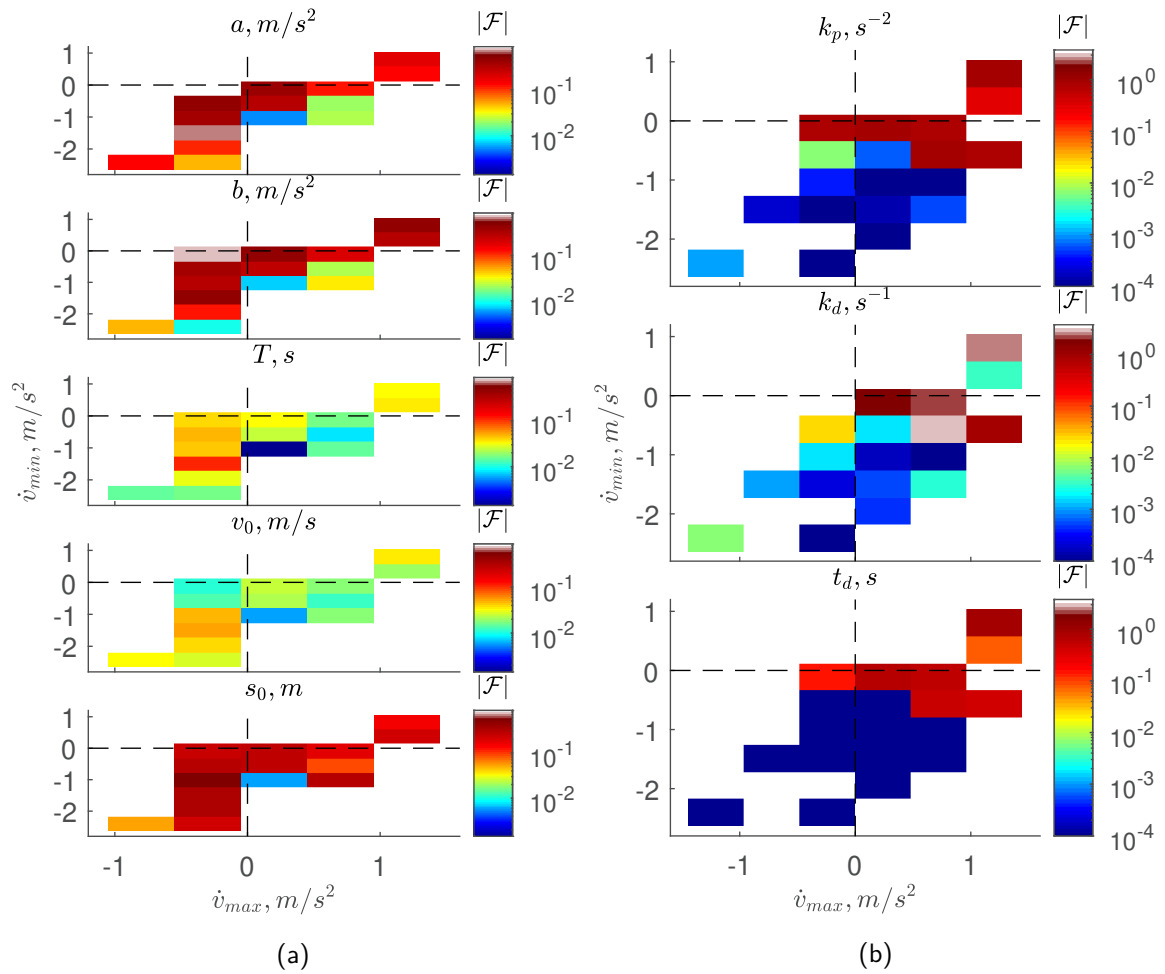 a, m/s²
|F|
1
0
-1
-2
10⁻¹
10⁻²
b, m/s²
|F|
1
0
-1
-2
10⁻¹
10⁻²
T, s
|F|
1
0
-1
-2
10⁻¹
10⁻²
v̇min, m/s²
v₀, m/s
|F|
1
0
-1
-2
10⁻¹
10⁻²
s₀, m
|F|
1
0
-1
-2
10⁻¹
10⁻²
-1 0 1
v̇max, m/s²
(a)
kp, s⁻²
|F|
1
0
-1
-2
10⁰
10⁻¹
10⁻²
10⁻³
10⁻⁴
kd, s⁻¹
|F|
1
0
-1
-2
10⁰
10⁻¹
10⁻²
10⁻³
10⁻⁴
v̇min, m/s²
td, s
|F|
1
0
-1
-2
10⁰
10⁻¹
10⁻²
10⁻³
10⁻⁴
-1 0 1
v̇max, m/s²
(b)